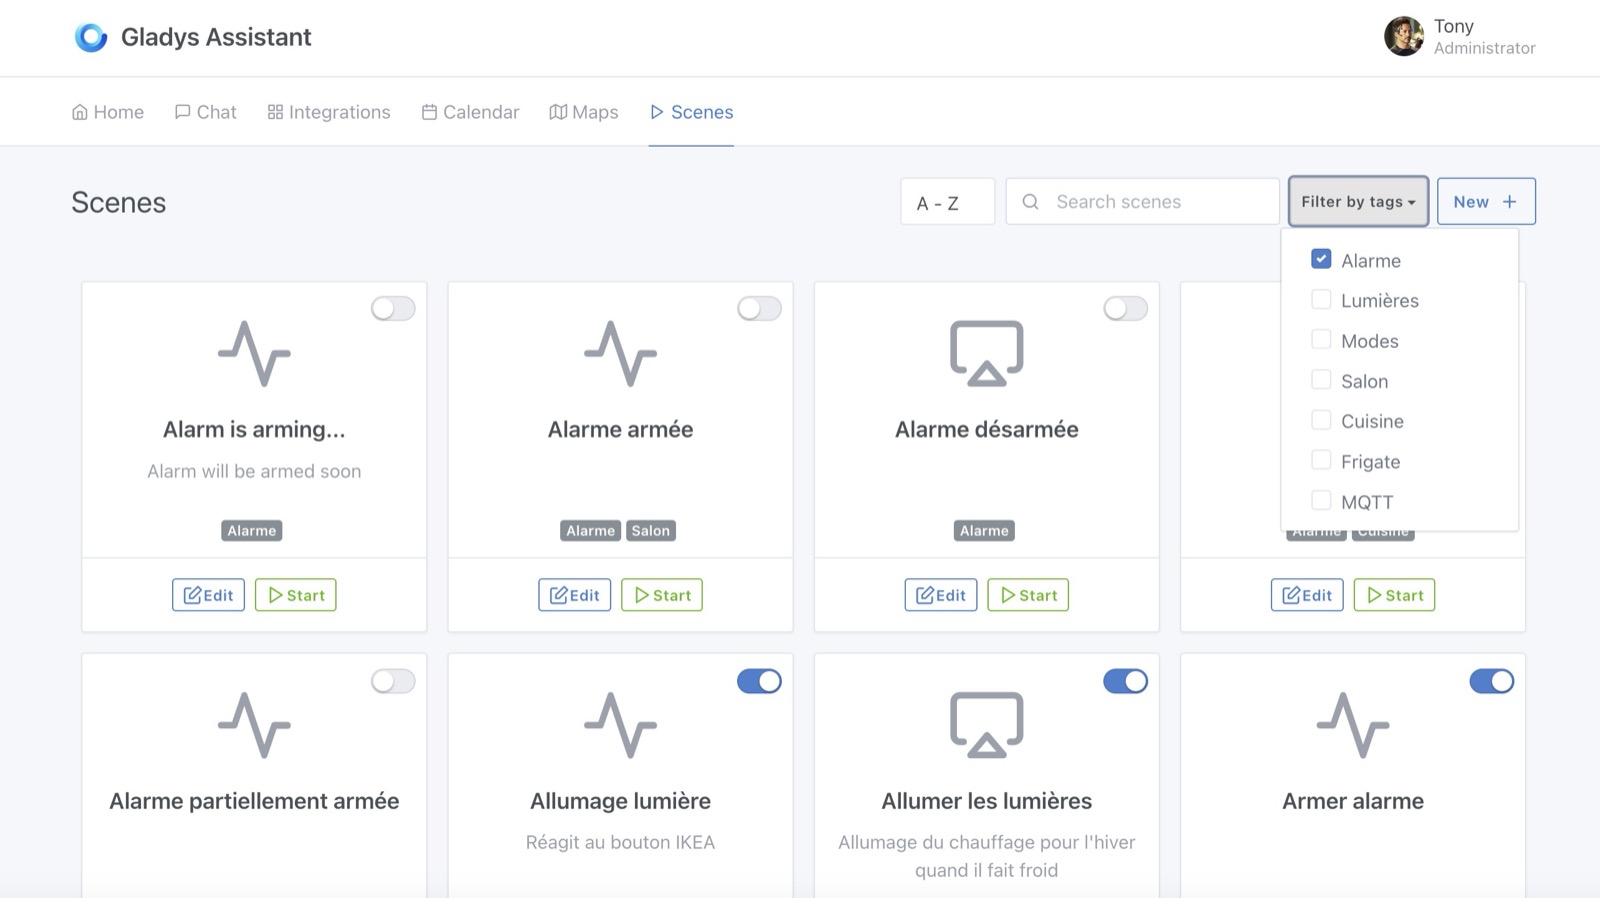 Gladys Assistant
Tony
Administrator
Home Chat Integrations Calendar Maps Scenes
Scenes
A - Z
Search scenes
Filter by tags
New +
Alarme
Lumières
Modes
Salon
Cuisine
Frigate
MQTT
Alarm is arming...
Alarm will be armed soon
Alarme
Edit Start
Alarme armée
Alarme Salon
Edit Start
Alarme désarmée
Alarme
Edit Start
Alarme Cuisine
Edit Start
Alarme partiellement armée
Allumage lumière
Réagit au bouton IKEA
Allumer les lumières
Allumage du chauffage pour l'hiver
quand il fait froid
Armer alarme